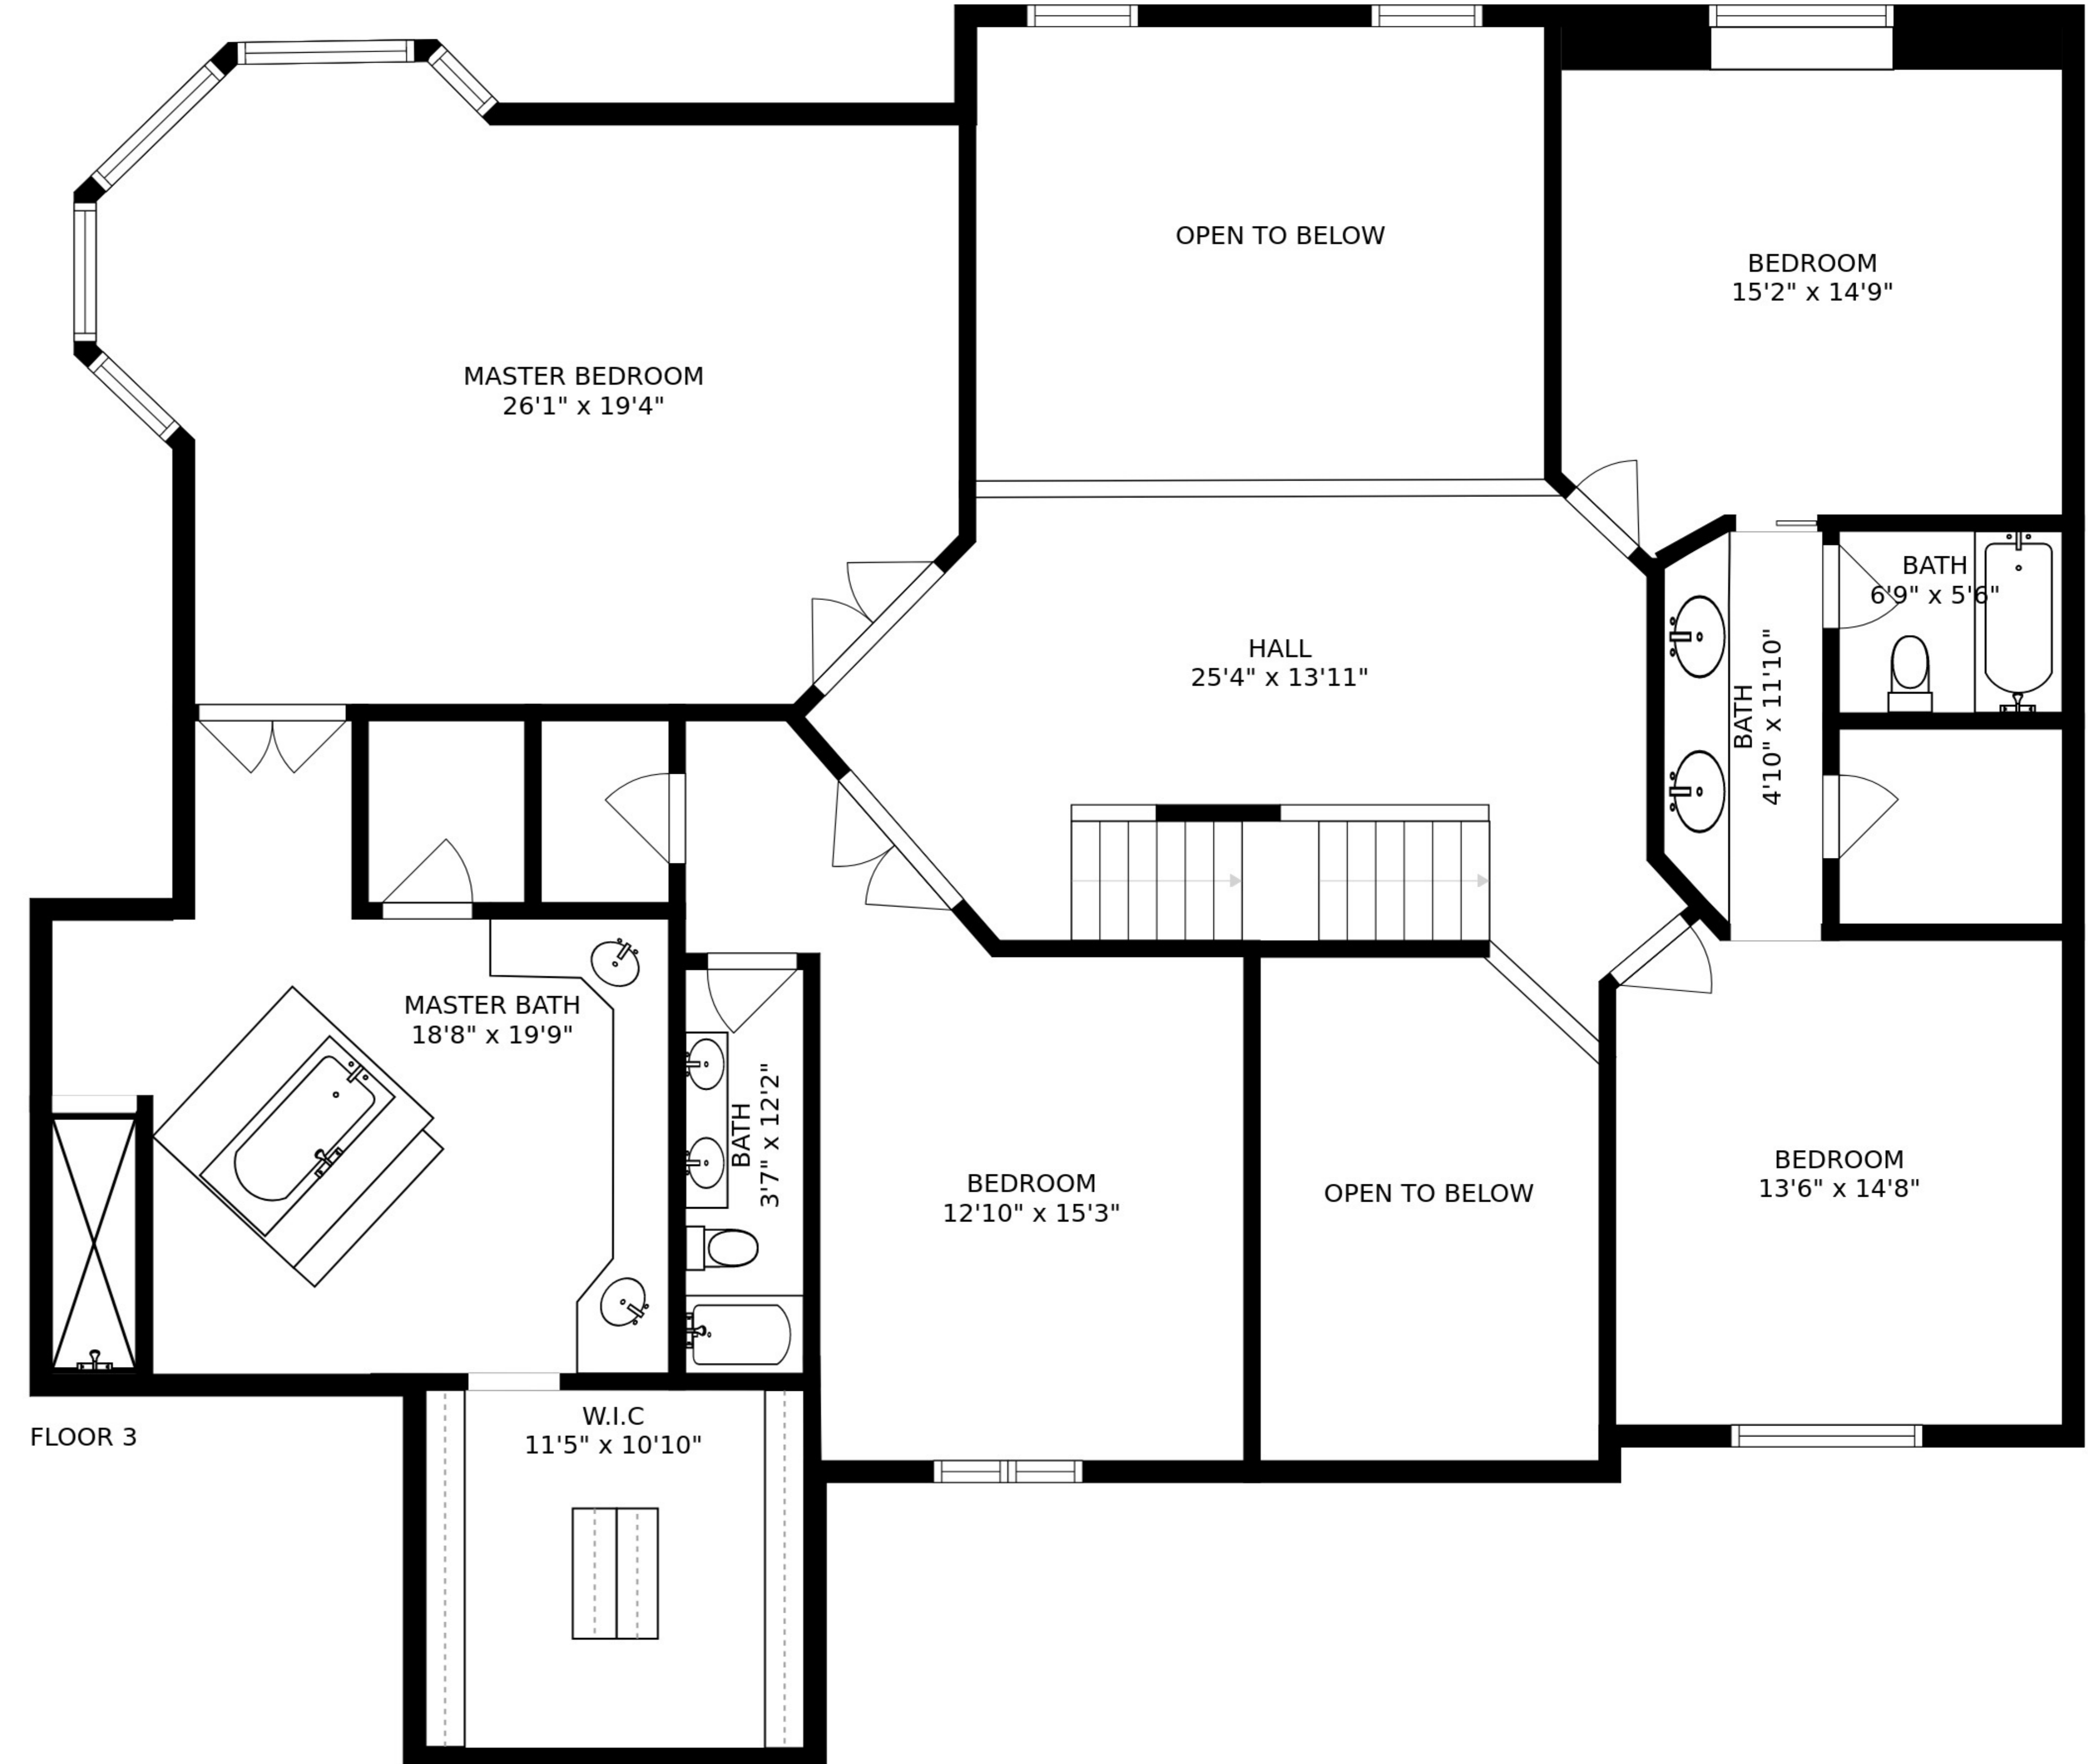 OPEN TO BELOW
BEDROOM
15'2" x 14'9"
MASTER BEDROOM
26'1" x 19'4"
BATH
6'9" x 5'6"
HALL
25'4" x 13'11"
BATH
4'10" x 11'10"
MASTER BATH
18'8" x 19'9"
BATH
3'7" x 12'2"
BEDROOM
12'10" x 15'3"
OPEN TO BELOW
BEDROOM
13'6" x 14'8"
W.I.C
11'5" x 10'10"
FLOOR 3